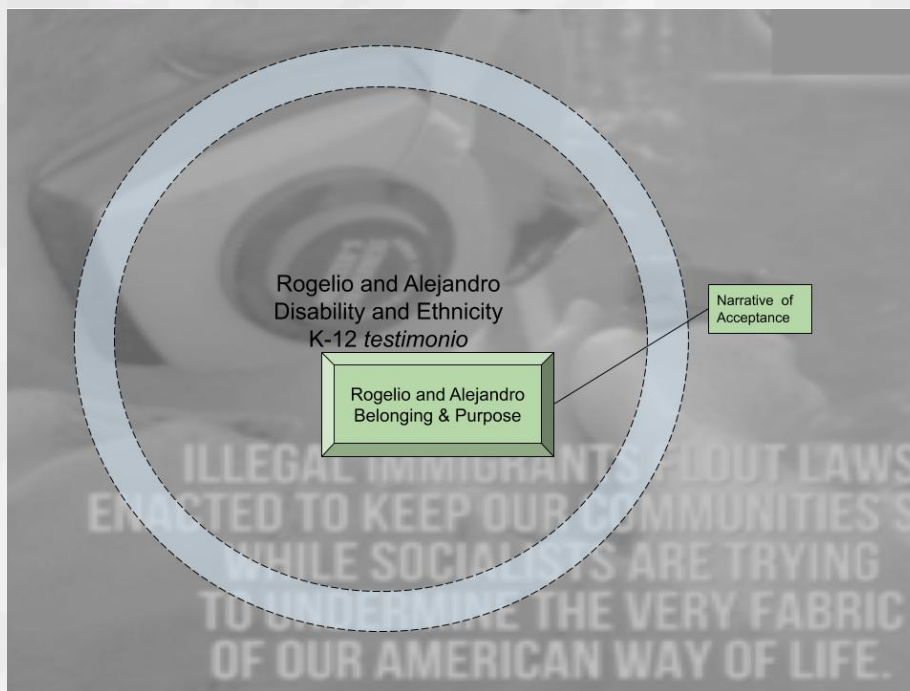 Rogelio and Alejandro
Disability and Ethnicity
K-12 testimonio
Rogelio and Alejandro
Belonging & Purpose
Narrative of
Acceptance
ILLEGAL IMMIGRANTS FLOUT LAWS
ENACTED TO KEEP OUR COMMUNITIES
WHILE SOCIALISTS ARE TRYING
TO UNDERMINE THE VERY FABRIC
OF OUR AMERICAN WAY OF LIFE.